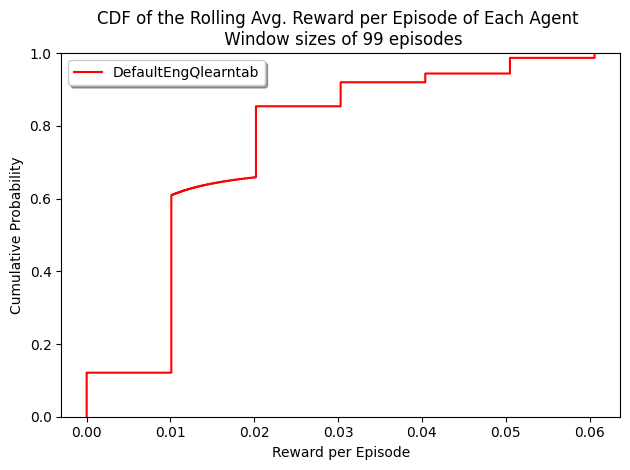 CDF of the Rolling Avg. Reward per Episode of Each Agent
Window sizes of 99 episodes
DefaultEngQlearntab
Cumulative Probability
1.0
0.8
0.6
0.4
0.2
0.0
0.00 0.01 0.02 0.03 0.04 0.05 0.06
Reward per Episode